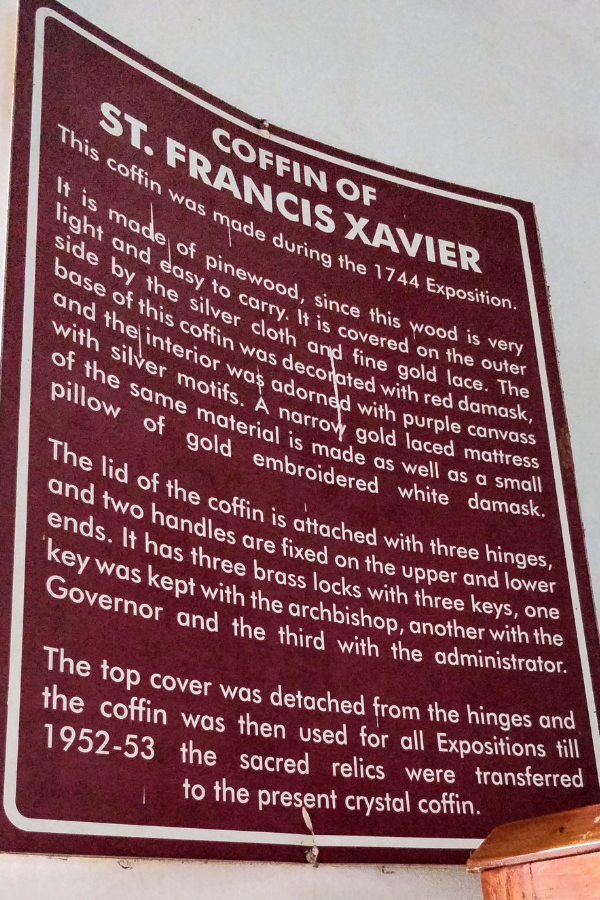 COFFIN OF
ST. FRANCIS XAVIER
This coffin was made during the 1744 Exposition.
It is made of pinewood, since this wood is very
light and easy to carry. It is covered on the outer
side by the silver cloth and fine gold lace. The
base of this coffin was decorated with red damask,
and the interior was adorned with purple canvass
with silver motifs. A narrow gold laced mattress
of the same material is made as well as a small
pillow of gold embroidered white damask.
The lid of the coffin is attached with three hinges,
and two handles are fixed on the upper and lower
ends. It has three brass locks with three keys, one
key was kept with the archbishop, another with the
Governor and the third with the administrator.
The top cover was detached from the hinges and
the coffin was then used for all Expositions till
1952-53 the sacred relics were transferred
to the present crystal coffin.